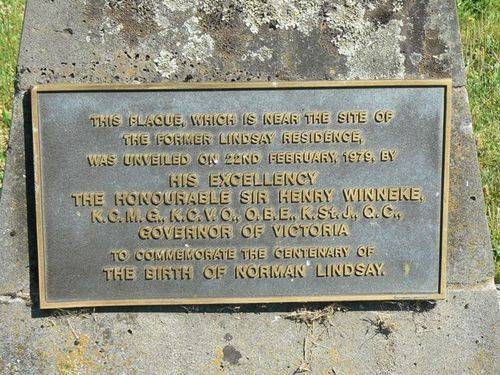 THIS PLAQUE, WHICH IS NEAR THE SITE OF
THE FORMER LINDSAY RESIDENCE,
WAS UNVEILED ON 22ND FEBRUARY, 1979, BY
HIS EXCELLENCY
THE HONOURABLE SIR HENRY WINNEKE,
K.C.M.G., K.C.V.O., O.B.E., K.St.J., Q.C.,
GOVERNOR OF VICTORIA
TO COMMEMORATE THE CENTENARY OF
THE BIRTH OF NORMAN LINDSAY.